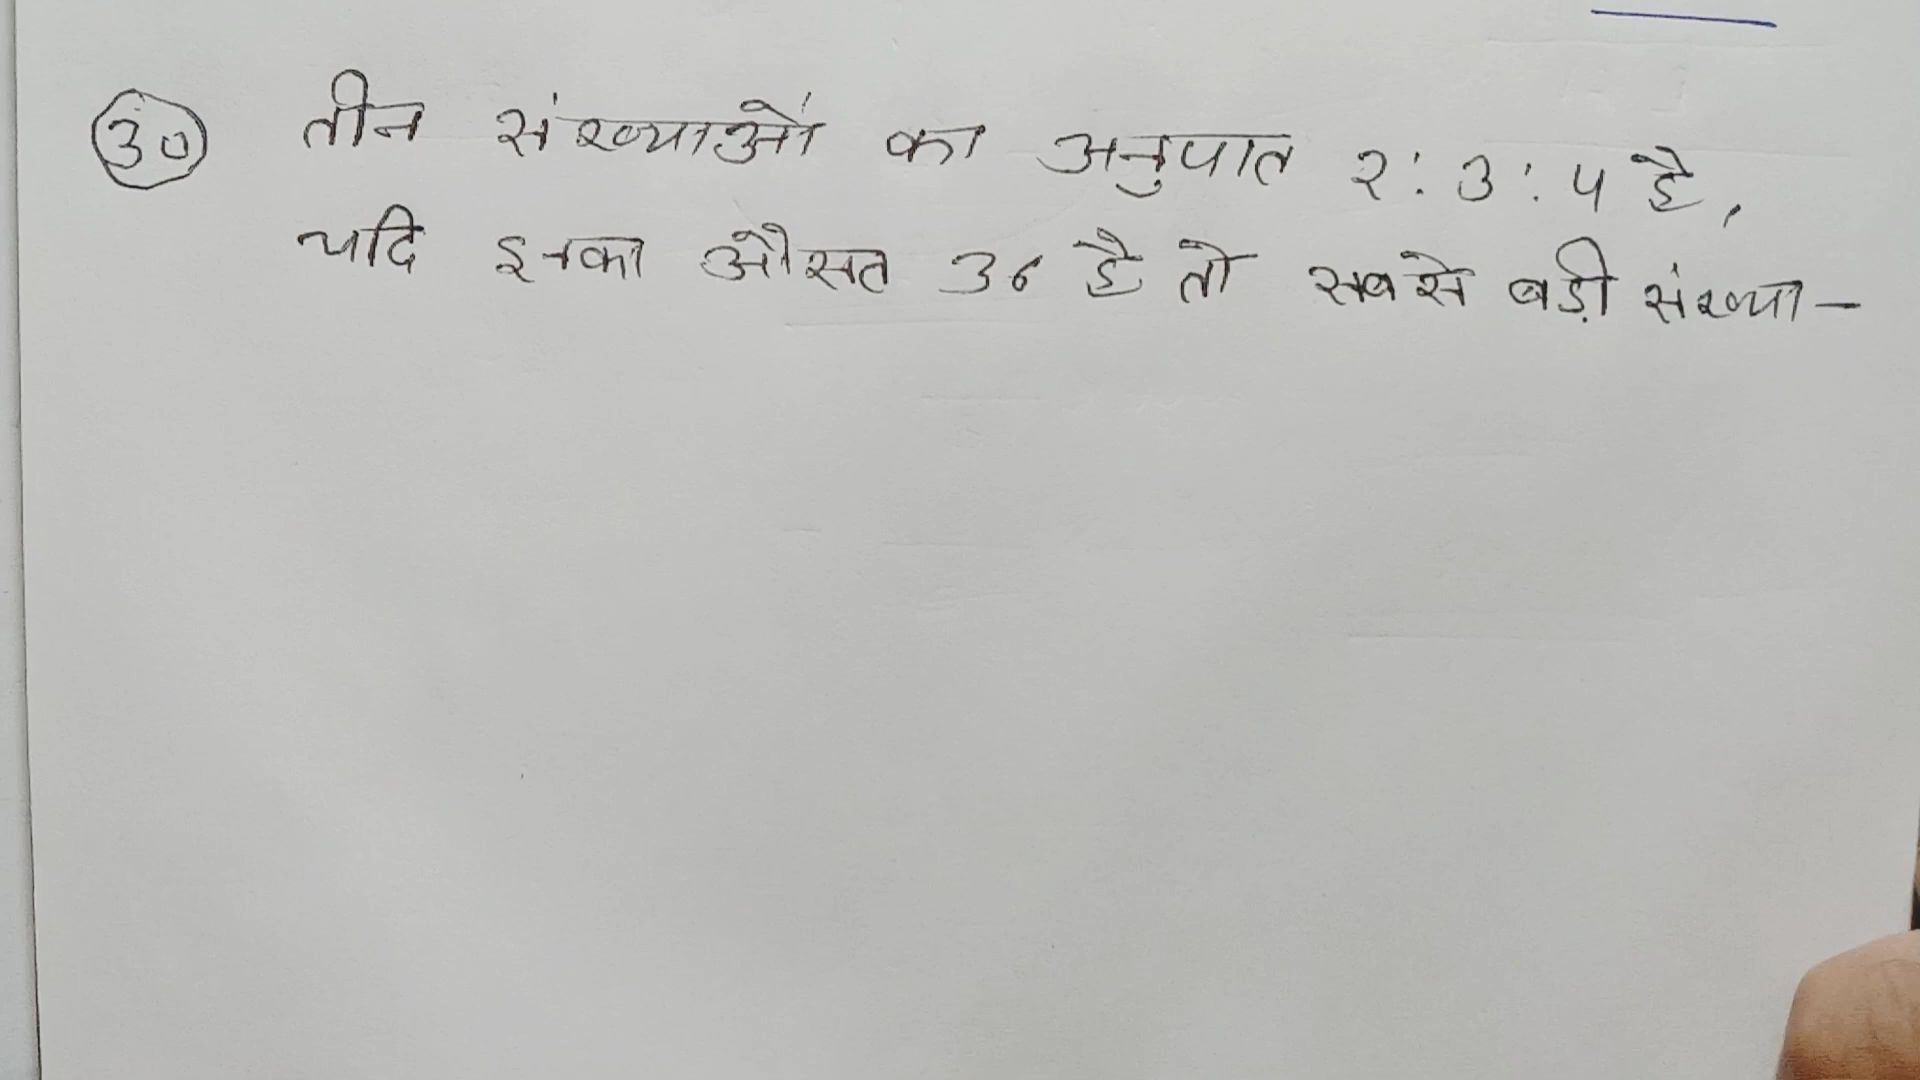 30 तीन संख्याओं का अनुपात 2:3:4 है,
यदि इनका औसत 36 है तो सबसे बड़ी संख्या -